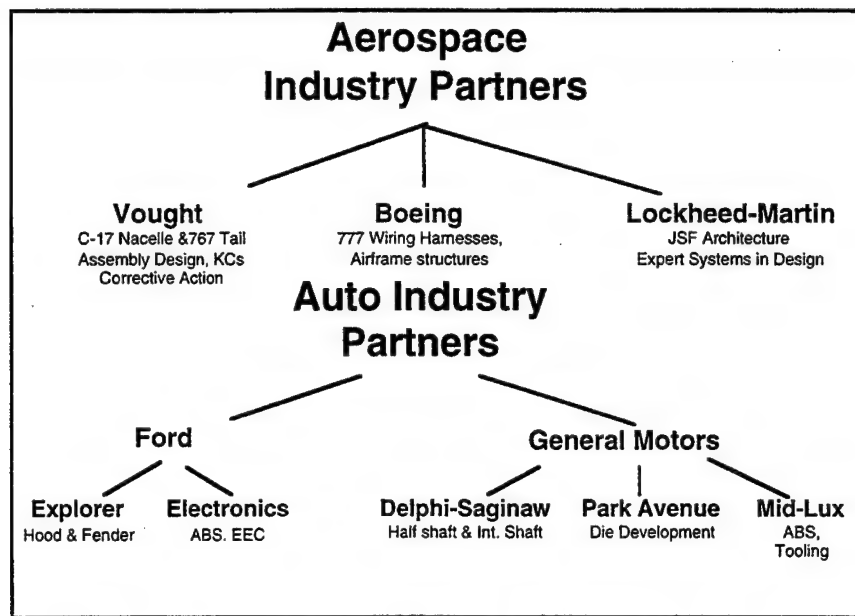 Aerospace
Industry Partners
Vought
C-17 Nacelle &767 Tail
Assembly Design, KCs
Corrective Action
Boeing
777 Wiring Harnesses,
Airframe structures
Lockheed-Martin
JSF Architecture
Expert Systems in Design
Auto Industry
Partners
Ford
General Motors
Explorer
Hood & Fender
Electronics
ABS. EEC
Delphi-Saginaw
Half shaft & Int. Shaft
Park Avenue
Die Development
Mid-Lux
ABS,
Tooling